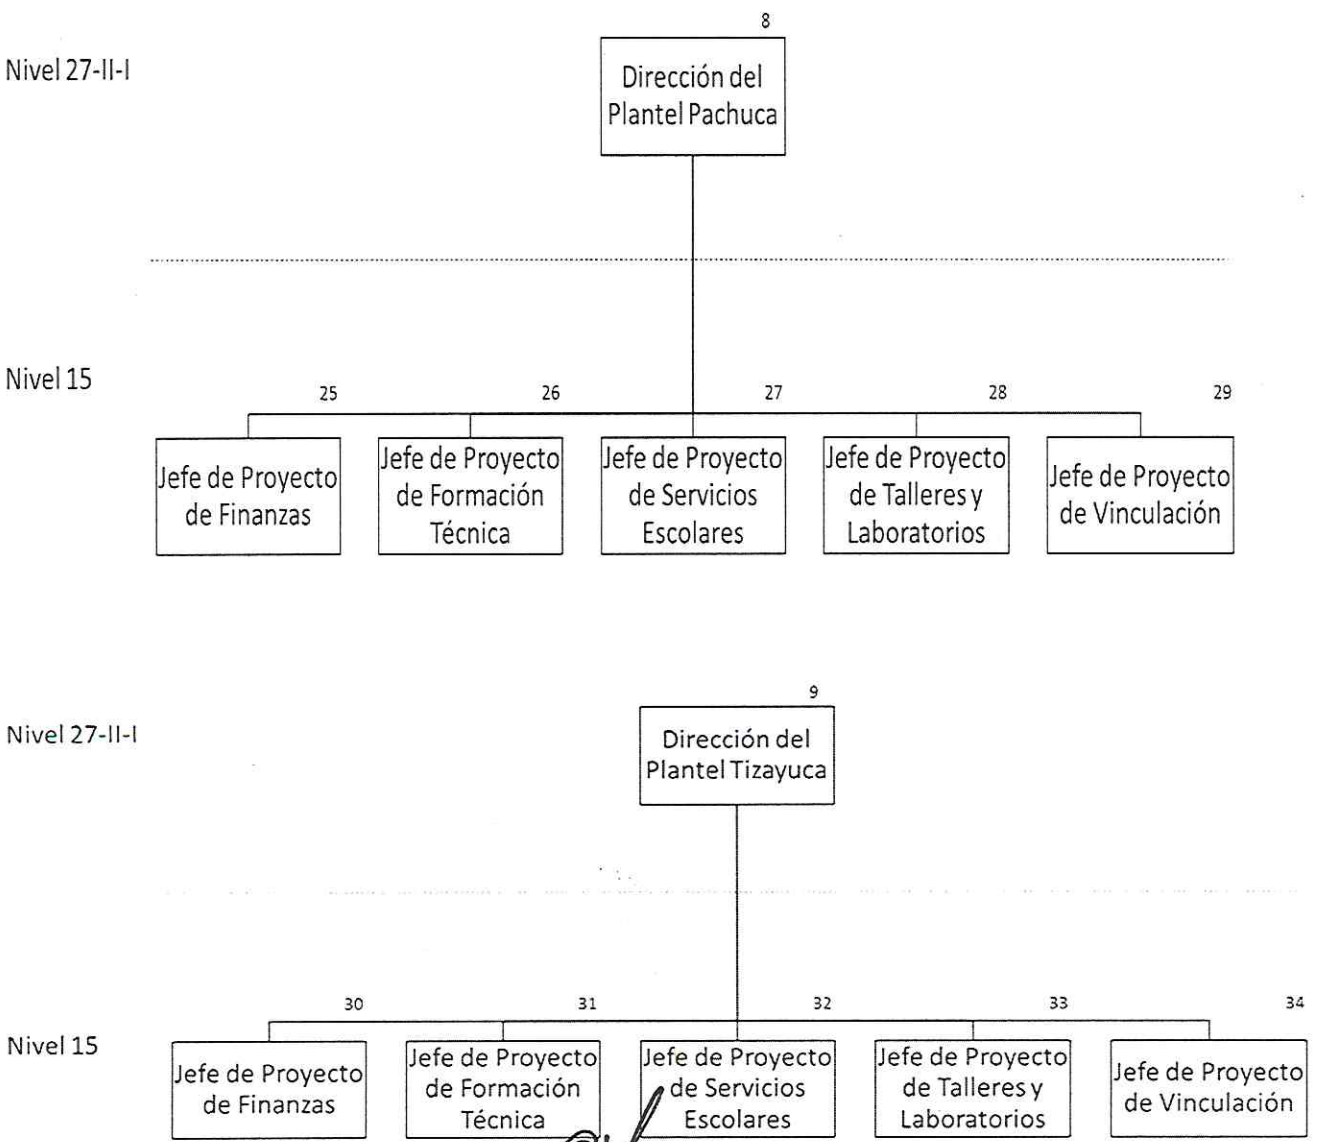 8
Nivel 27-II-I
Dirección del
Plantel Pachuca
Nivel 15
25
26
27
28
29
Jefe de Proyecto
de Finanzas
Jefe de Proyecto
de Formación
Técnica
Jefe de Proyecto
de Servicios
Escolares
Jefe de Proyecto
de Talleres y
Laboratorios
Jefe de Proyecto
de Vinculación
9
Nivel 27-II-I
Dirección del
Plantel Tizayuca
30
31
32
33
34
Nivel 15
Jefe de Proyecto
de Finanzas
Jefe de Proyecto
de Formación
Técnica
Jefe de Proyecto
de Servicios
Escolares
Jefe de Proyecto
de Talleres y
Laboratorios
Jefe de Proyecto
de Vinculación